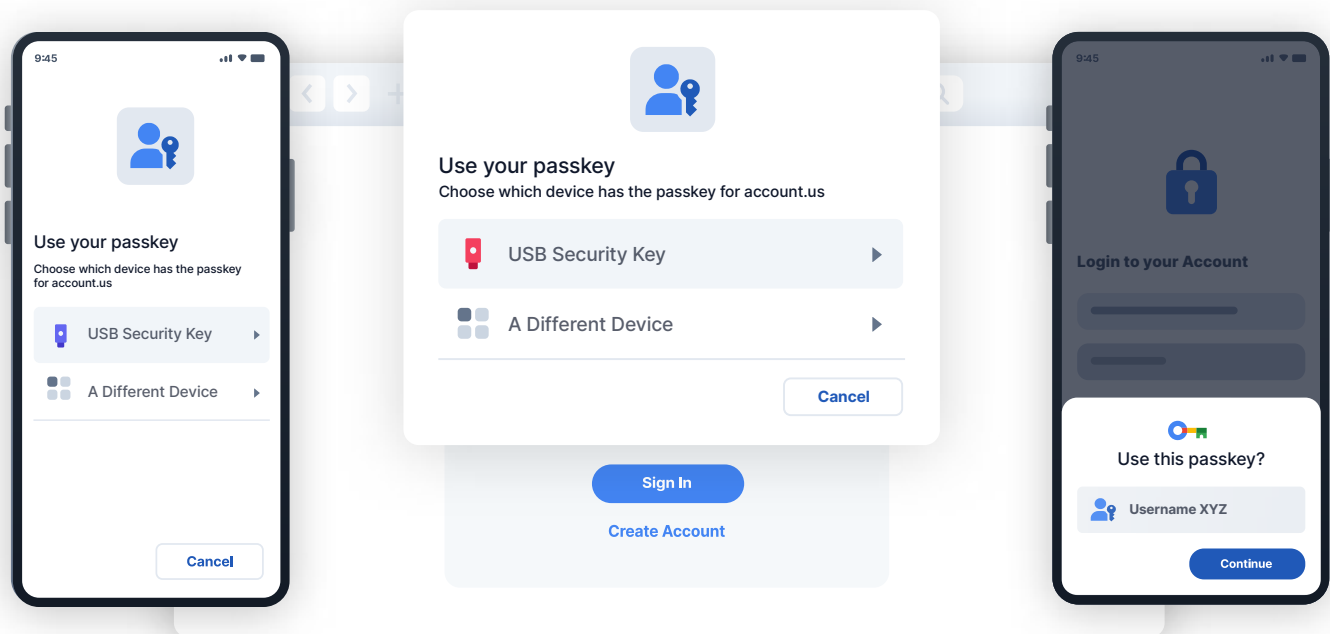 9:45
Use your passkey
Choose which device has the passkey
for account.us
USB Security Key
A Different Device
Cancel
Use your passkey
Choose which device has the passkey for account.us
USB Security Key
A Different Device
Cancel
Sign In
Create Account
9:45
Login to your Account
Use this passkey?
Username XYZ
Continue